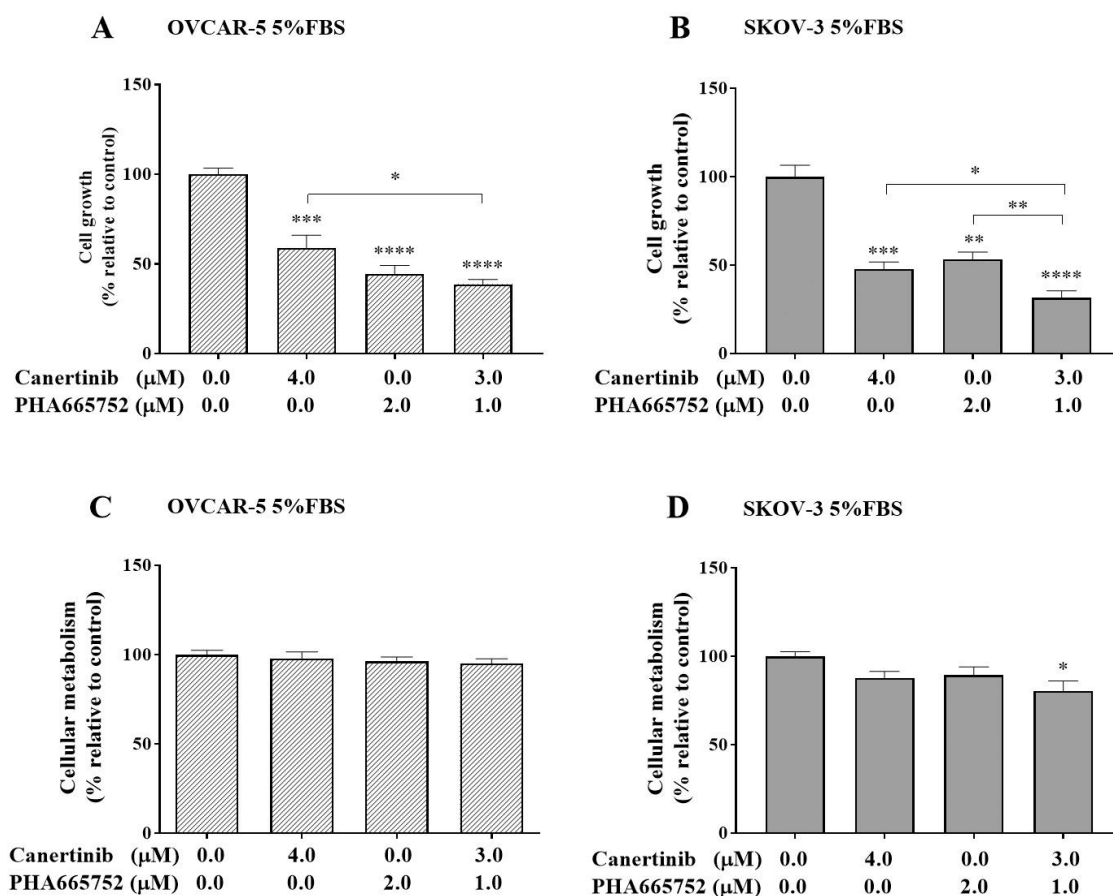 A OVCAR-5 5%FBS
150
100
50
0
Cell growth
(% relative to control)
*
***
****
****
Canertinib (µM) 0.0 4.0 0.0 3.0
PHA665752 (µM) 0.0 0.0 2.0 1.0
B SKOV-3 5%FBS
150
100
50
0
Cell growth
(% relative to control)
*
**
***
**
****
Canertinib (µM) 0.0 4.0 0.0 3.0
PHA665752 (µM) 0.0 0.0 2.0 1.0
C OVCAR-5 5%FBS
150
100
50
0
Cellular metabolism
(% relative to control)
Canertinib (µM) 0.0 4.0 0.0 3.0
PHA665752 (µM) 0.0 0.0 2.0 1.0
D SKOV-3 5%FBS
150
100
50
0
Cellular metabolism
(% relative to control)
*
Canertinib (µM) 0.0 4.0 0.0 3.0
PHA665752 (µM) 0.0 0.0 2.0 1.0